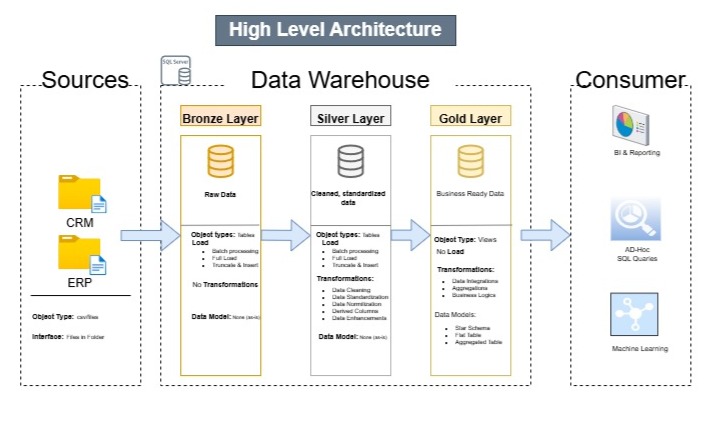 High Level Architecture
SQL Server
Sources
Data Warehouse
Consumer
CRM
ERP
Object Type: csv/files
Interface: Files in Folder
Bronze Layer
Raw Data
Object types: Tables
Load
Batch processing
Full Load
Truncate & Insert
No Transformations
Data Model: None (as-is)
Silver Layer
Cleaned, standardized
data
Object types: Tables
Load
Batch processing
Full Load
Truncate & Insert
Transformations:
Data Cleaning
Data Standardization
Data Normlization
Derived Columns
Data Enhancements
Data Model: None (as-is)
Gold Layer
Business Ready Data
Object Type: Views
No Load
Transformations:
Data Integrations
Aggregations
Business Logics
Data Models:
Star Schema
Flat Table
Aggregated Table
BI & Reporting
AD-Hoc
SQL Quaries
Machine Learning